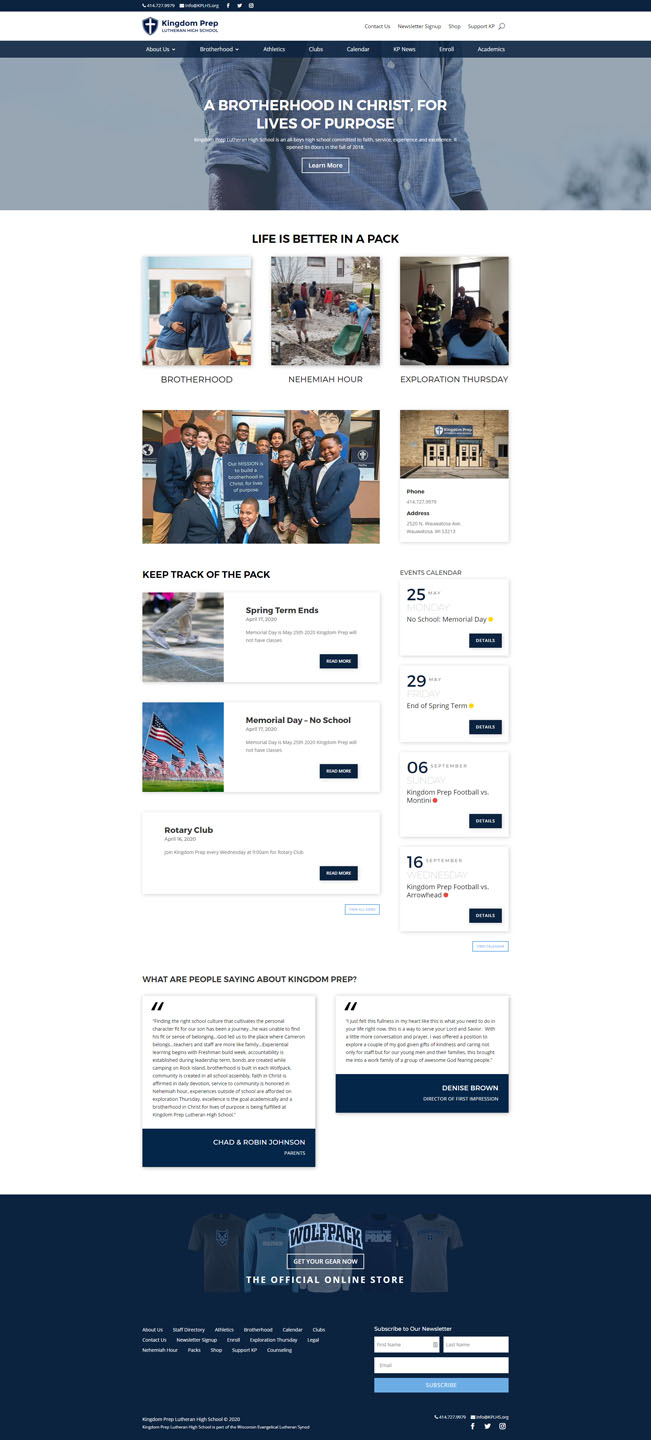 414.727.9979 Info@KPLHS.org
Kingdom Prep
LUTHERAN HIGH SCHOOL
Contact Us Newsletter Signup Shop Support KP
About Us Brotherhood Athletics Clubs Calendar KP News Enroll Academics
A BROTHERHOOD IN CHRIST, FOR
LIVES OF PURPOSE
Kingdom Prep Lutheran High School is an all-boys high school committed to faith, service, experience and excellence. It
opened its doors in the fall of 2018.
Learn More
LIFE IS BETTER IN A PACK
BROTHERHOOD
NEHEMIAH HOUR
EXPLORATION THURSDAY
Our MISSION is
to build a
brotherhood in
Christ, for lives
of purpose.
Kingdom Prep
Phone
414.727.9979
Address
2520 N. Wauwatosa Ave.
Wauwatosa, WI 53213
KEEP TRACK OF THE PACK
Spring Term Ends
April 17, 2020
Memorial Day is May 25th 2020 Kingdom Prep will
not have classes
READ MORE
Memorial Day – No School
April 17, 2020
Memorial Day is May 25th 2020 Kingdom Prep will
not have classes
READ MORE
Rotary Club
April 16, 2020
Join Kingdom Prep every Wednesday at 9:00am for Rotary Club
READ MORE
EVENTS CALENDAR
25 MAY
MONDAY
No School: Memorial Day
DETAILS
29 MAY
FRIDAY
End of Spring Term
DETAILS
06 SEPTEMBER
SUNDAY
Kingdom Prep Football vs.
Montini
DETAILS
16 SEPTEMBER
WEDNESDAY
Kingdom Prep Football vs.
Arrowhead
DETAILS
VIEW CALENDAR
WHAT ARE PEOPLE SAYING ABOUT KINGDOM PREP?
"Finding the right school culture that cultivates the personal
character fit for our son has been a journey...he was unable to find
his fit or sense of belonging...God led us to the place where Cameron
belongs...teachers and staff are more like family...Experiential
learning begins with Freshman build week, accountability is
established during leadership term, bonds are created while
camping on Rock Island, brotherhood is built in each Wolfpack,
community is created in all school assembly, faith in Christ is
affirmed in daily devotion, service to community is honored in
Nehemiah hour, experiences outside of school are afforded on
exploration Thursday, excellence is the goal academically and a
brotherhood in Christ for lives of purpose is being fulfilled at
Kingdom Prep Lutheran High School."
CHAD & ROBIN JOHNSON
PARENTS
"I just felt this fullness in my heart like this is what you need to do in
your life right now, this is a way to serve your Lord and Savior. With
a little more conversation and prayer, I was offered a position to
explore a couple of my god given gifts of Kindness and caring not
only for staff but for our young men and their families, this brought
me into a work family of a group of awesome God fearing people."
DENISE BROWN
DIRECTOR OF FIRST IMPRESSION
WOLFPACK
KINGDOM PREP
PRIDE
GET YOUR GEAR NOW
THE OFFICIAL ONLINE STORE
About Us Staff Directory Athletics Brotherhood Calendar Clubs
Contact Us Newsletter Signup Enroll Exploration Thursday Legal
Nehemiah Hour Packs Shop Support KP Counseling
Subscribe to Our Newsletter
First Name Last Name
Email
SUBSCRIBE
Kingdom Prep Lutheran High School © 2020
Kingdom Prep Lutheran High School is part of the Wisconsin Evangelical Lutheran Synod
414.727.9979 Info@KPLHS.org